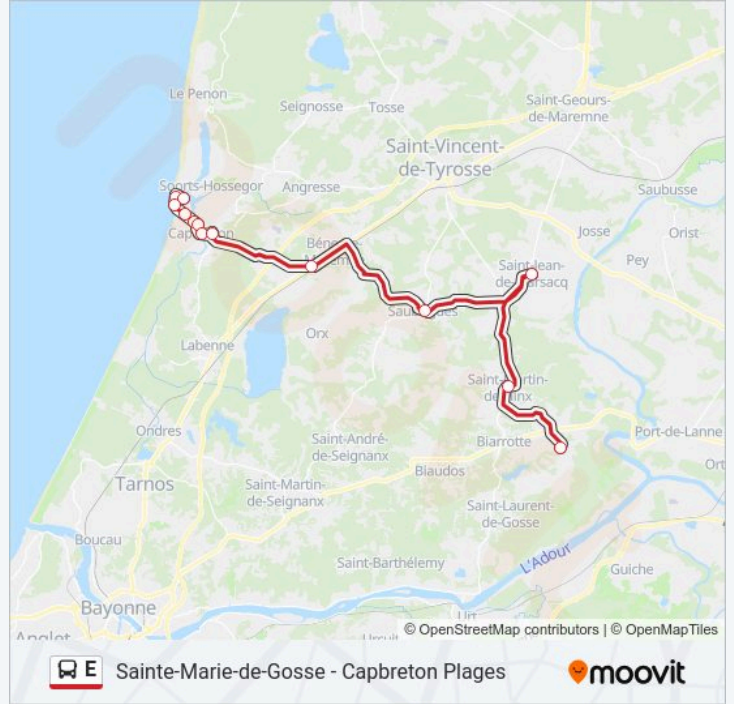 Le Penon
Seignosse
Tosse
Saint-Geours-
de-Maremne
Saint-Vincent-
de-Tyrosse
Soorts-Hossegor
Angresse
Saubusse
Josse
Orist
Pey
Saint-Jean-
Labenne
Orx
Ondres
Saint-André-
de-Seignanx
Biarrotte
Port-de-Lanne
Biaudos
Tarnos
Saint-Martin-
de-Seignanx
Saint-Laurent-
de-Gosse
Boucau
Saint-Barthélemy
L'Adour
Guiche
Bayonne
© OpenStreetMap contributors | © OpenMapTiles
E Sainte-Marie-de-Gosse - Capbreton Plages
moovit